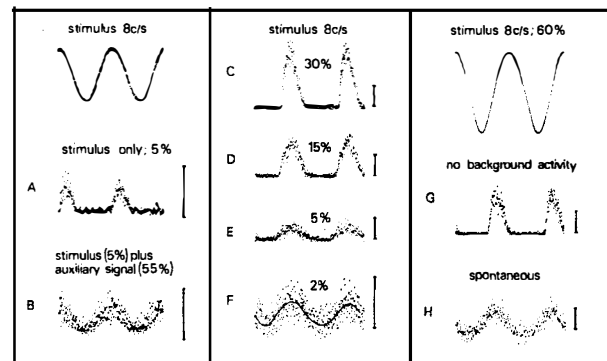 stimulus 8c/s
stimulus only; 5%
A
stimulus (5%) plus
auxiliary signal (55%)
B
stimulus 8c/s
C
30%
D
15%
E
5%
F
2%
stimulus 8c/s; 60%
no background activity
G
spontaneous
H